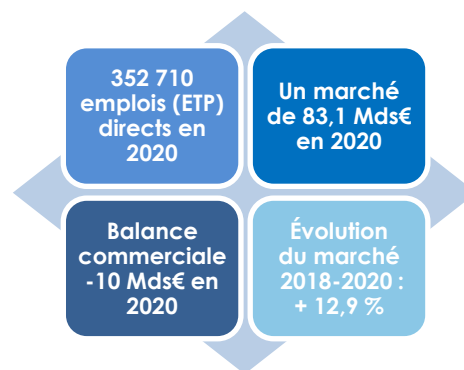 352 710
emplois (ETP)
directs en
2020
Un marché
de 83,1 Mds€
en 2020
Balance
commerciale
-10 Mds€ en
2020
Évolution
du marché
2018-2020 :
+ 12,9 %